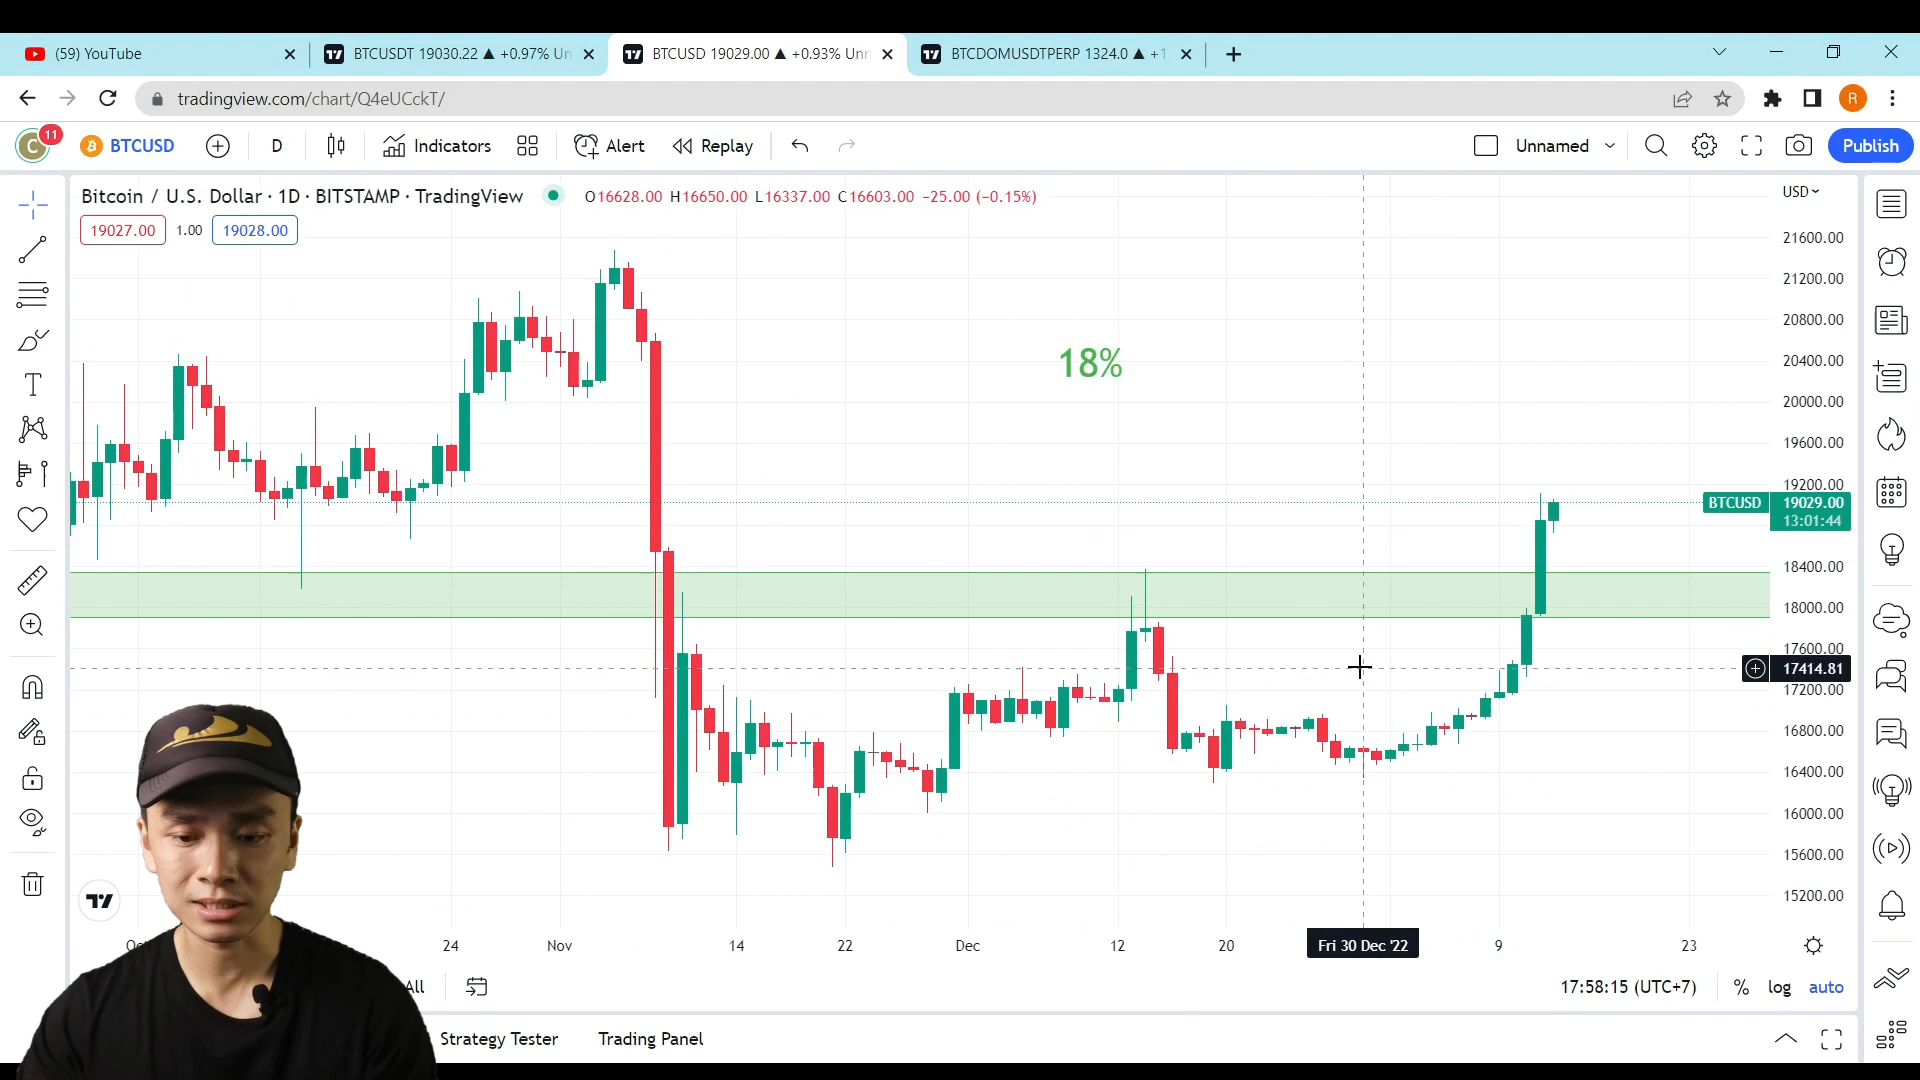 (59) YouTube
BTCUSDT 19030.22 ▲ +0.97% Un
BTCUSD 19029.00 ▲ +0.93% Unn
BTCDOMUSDTPERP 1324.0 ▲ +1
tradingview.com/chart/Q4eUCckT/
R
C
11
BTCUSD
D
Indicators
Alert
Replay
Unnamed
Publish
Bitcoin / U.S. Dollar · 1D · BITSTAMP · TradingView
O16628.00 H16650.00 L16337.00 C16603.00 −25.00 (−0.15%)
USD
19027.00
1.00
19028.00
21600.00
21200.00
20800.00
18%
20400.00
20000.00
19600.00
19200.00
BTCUSD
19029.00
13:01:44
18400.00
18000.00
17600.00
17414.81
17200.00
16800.00
16400.00
16000.00
15600.00
15200.00
24
Nov
14
22
Dec
12
20
Fri 30 Dec '22
9
23
All
17:58:15 (UTC+7)
%
log
auto
Strategy Tester
Trading Panel